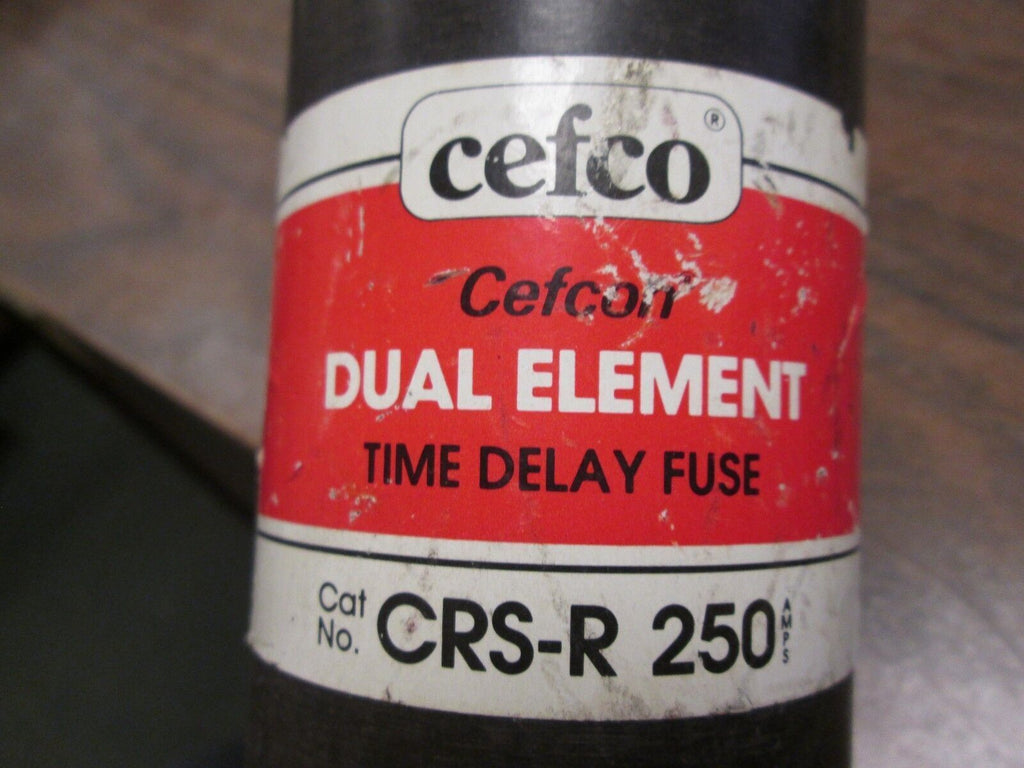 cefco®
Cefcon
DUAL ELEMENT
TIME DELAY FUSE
Cat No. CRS-R 250 AMPS